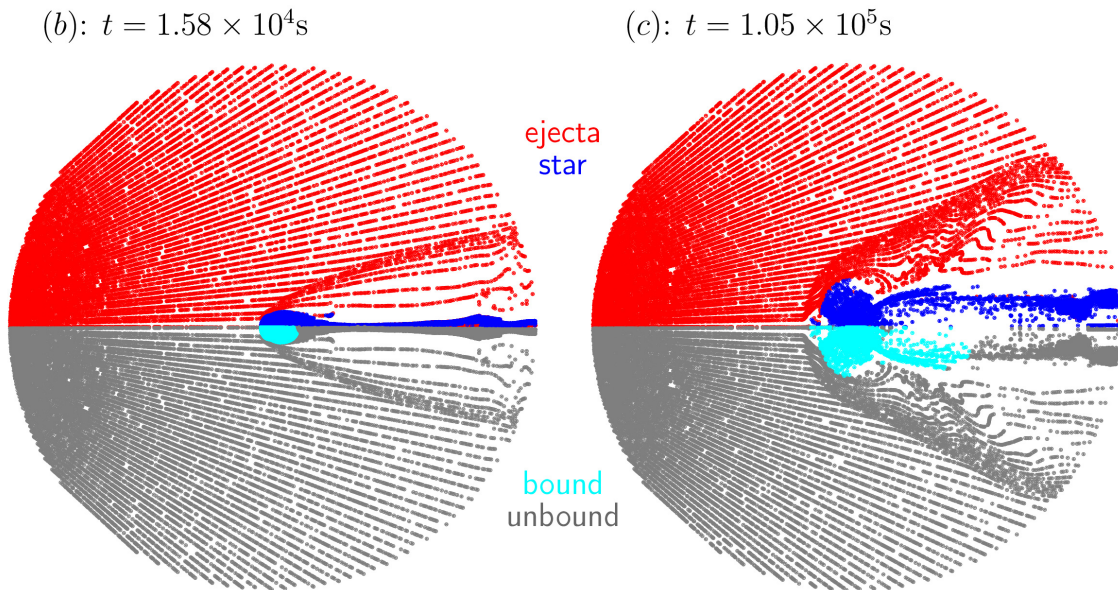 (b): t = 1.58 × 10⁴s
(c): t = 1.05 × 10⁵s
ejecta
star
bound
unbound